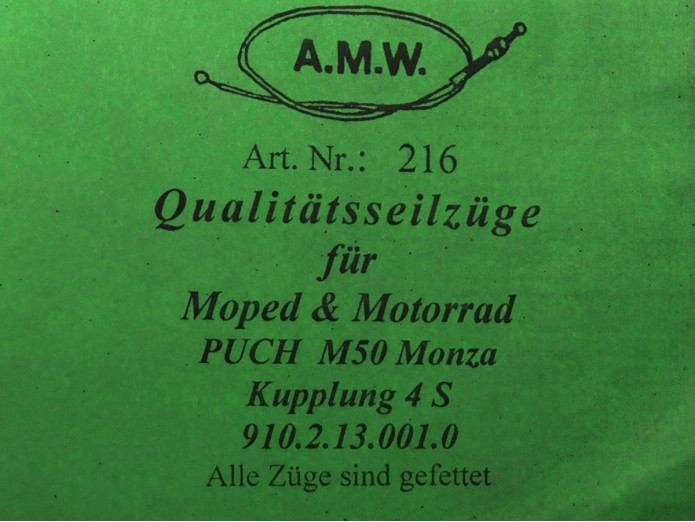 A.M.W.
Art. Nr.: 216
Qualitätsseilzüge
für
Moped & Motorrad
PUCH M50 Monza
Kupplung 4 S
910.2.13.001.0
Alle Züge sind gefettet